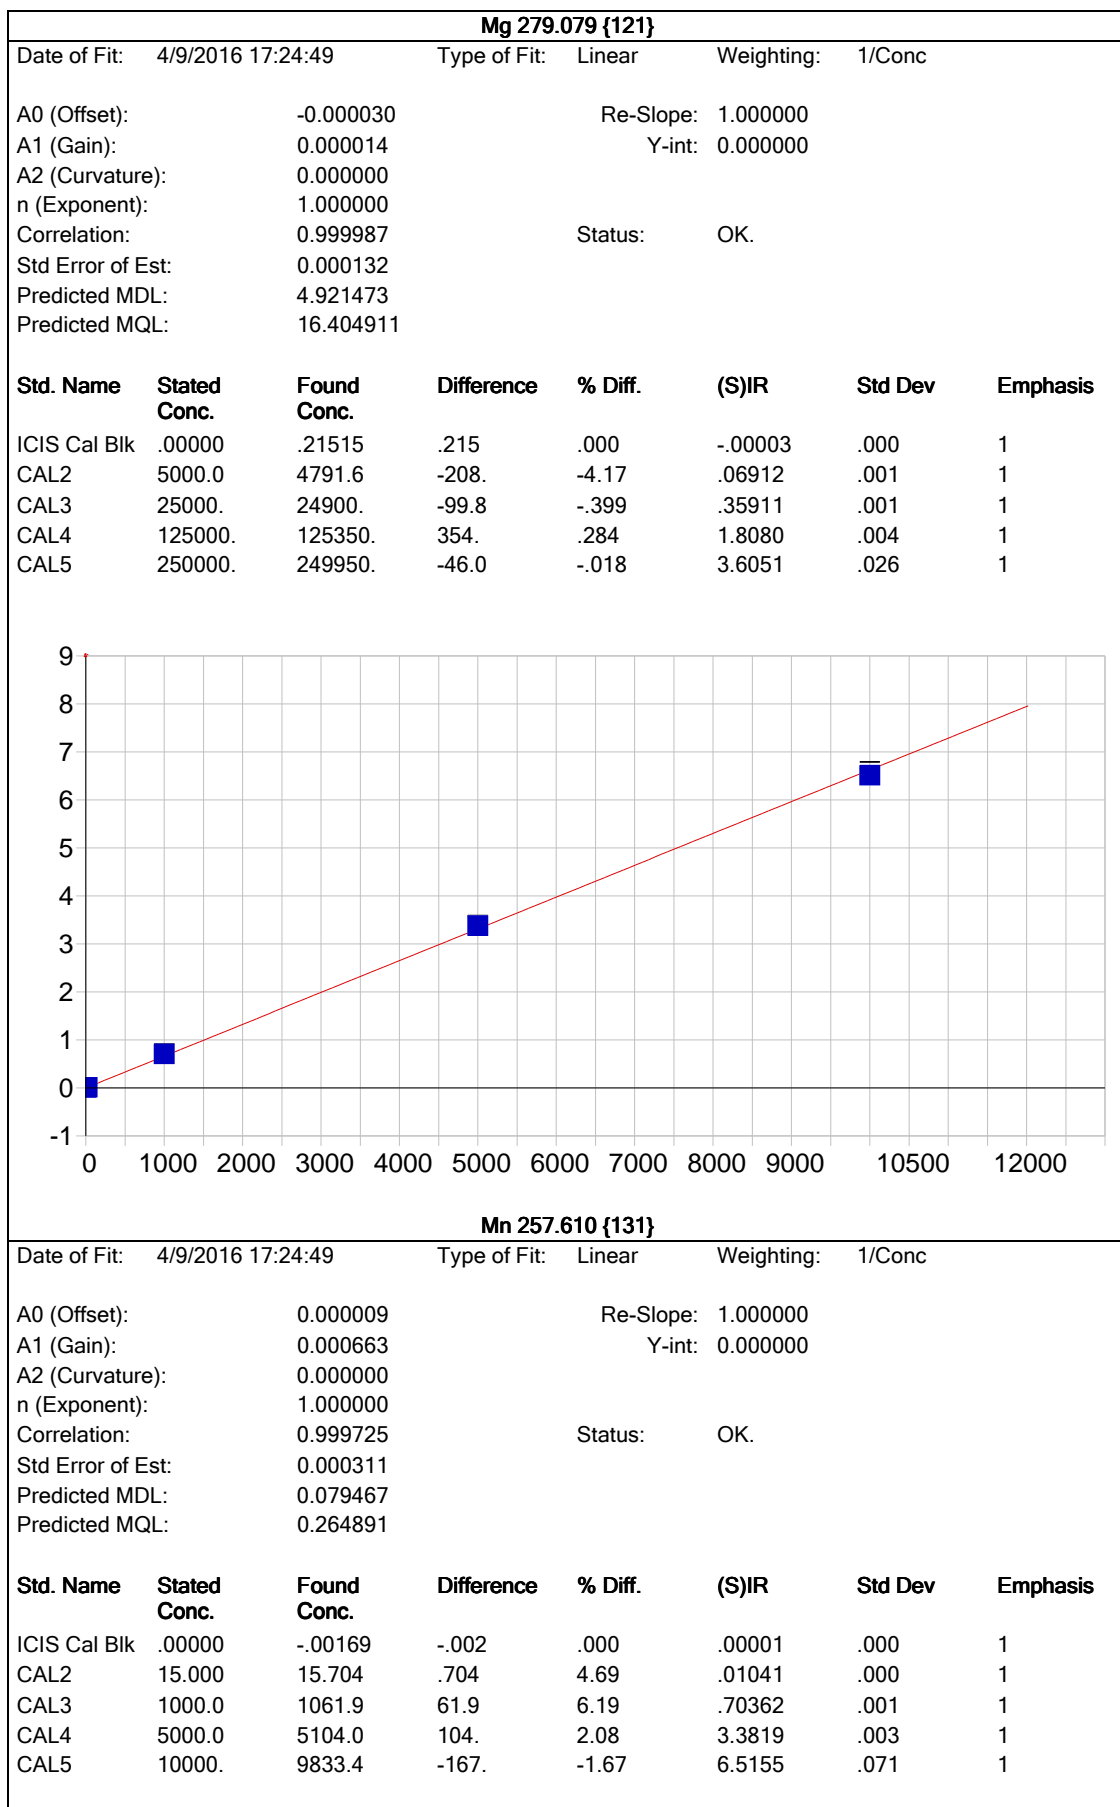 Mg 279.079 {121}
Date of Fit: 4/9/2016 17:24:49 Type of Fit: Linear Weighting: 1/Conc
A0 (Offset): -0.000030 Re-Slope: 1.000000
A1 (Gain): 0.000014 Y-int: 0.000000
A2 (Curvature): 0.000000
n (Exponent): 1.000000
Correlation: 0.999987 Status: OK.
Std Error of Est: 0.000132
Predicted MDL: 4.921473
Predicted MQL: 16.404911
Std. Name Stated Found Difference % Diff. (S)IR Std Dev Emphasis
Conc. Conc.
ICIS Cal Blk .00000 .21515 .215 .000 -.00003 .000 1
CAL2 5000.0 4791.6 -208. -4.17 .06912 .001 1
CAL3 25000. 24900. -99.8 -.399 .35911 .001 1
CAL4 125000. 125350. 354. .284 1.8080 .004 1
CAL5 250000. 249950. -46.0 -.018 3.6051 .026 1
9
8
7
6
5
4
3
2
1
0
-1
0 1000 2000 3000 4000 5000 6000 7000 8000 9000 10500 12000
Mn 257.610 {131}
Date of Fit: 4/9/2016 17:24:49 Type of Fit: Linear Weighting: 1/Conc
A0 (Offset): 0.000009 Re-Slope: 1.000000
A1 (Gain): 0.000663 Y-int: 0.000000
A2 (Curvature): 0.000000
n (Exponent): 1.000000
Correlation: 0.999725 Status: OK.
Std Error of Est: 0.000311
Predicted MDL: 0.079467
Predicted MQL: 0.264891
Std. Name Stated Found Difference % Diff. (S)IR Std Dev Emphasis
Conc. Conc.
ICIS Cal Blk .00000 -.00169 -.002 .000 .00001 .000 1
CAL2 15.000 15.704 .704 4.69 .01041 .000 1
CAL3 1000.0 1061.9 61.9 6.19 .70362 .001 1
CAL4 5000.0 5104.0 104. 2.08 3.3819 .003 1
CAL5 10000. 9833.4 -167. -1.67 6.5155 .071 1